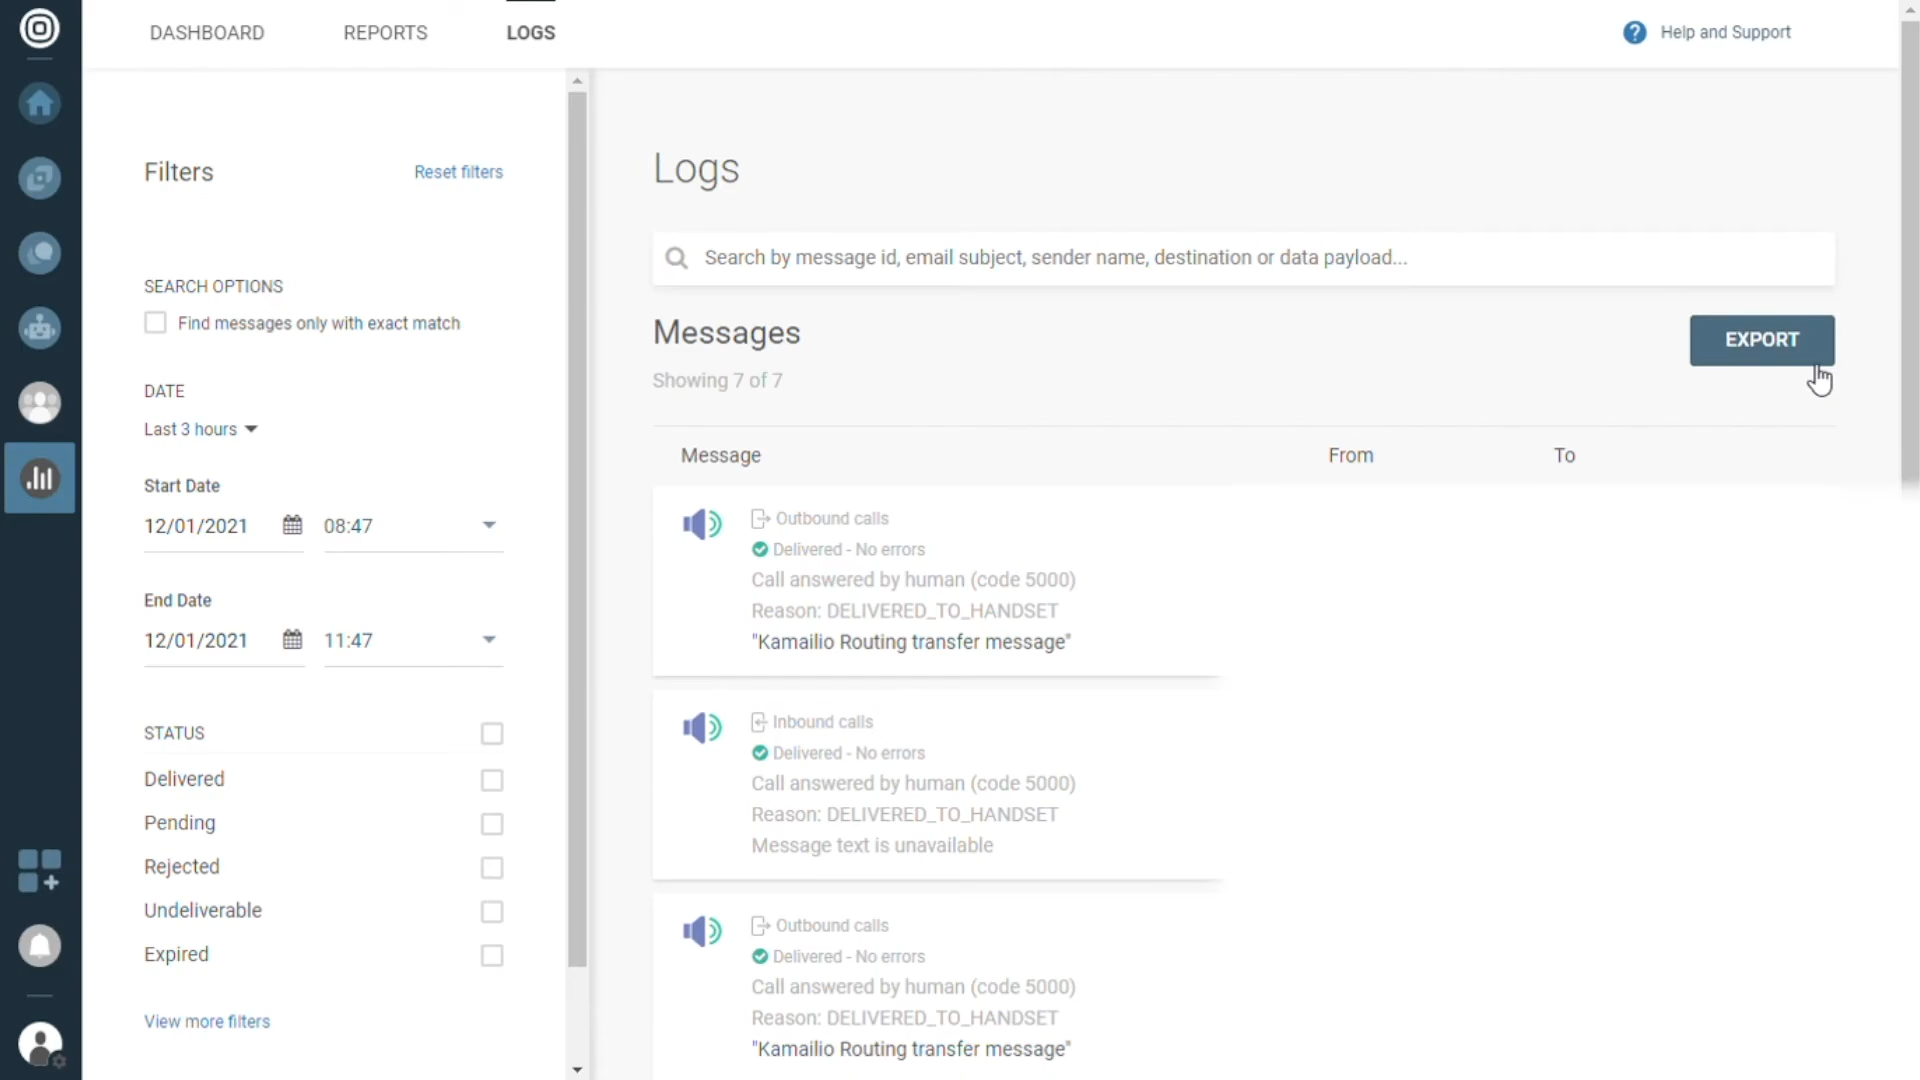 DASHBOARD
REPORTS
LOGS
? Help and Support
Filters
Reset filters
SEARCH OPTIONS
Find messages only with exact match
DATE
Last 3 hours
Start Date
12/01/2021
08:47
End Date
12/01/2021
11:47
STATUS
Delivered
Pending
Rejected
Undeliverable
Expired
View more filters
Logs
Search by message id, email subject, sender name, destination or data payload...
Messages
EXPORT
Showing 7 of 7
Message
From
To
Outbound calls
Delivered - No errors
Call answered by human (code 5000)
Reason: DELIVERED_TO_HANDSET
"Kamailio Routing transfer message"
Inbound calls
Delivered - No errors
Call answered by human (code 5000)
Reason: DELIVERED_TO_HANDSET
Message text is unavailable
Outbound calls
Delivered - No errors
Call answered by human (code 5000)
Reason: DELIVERED_TO_HANDSET
"Kamailio Routing transfer message"